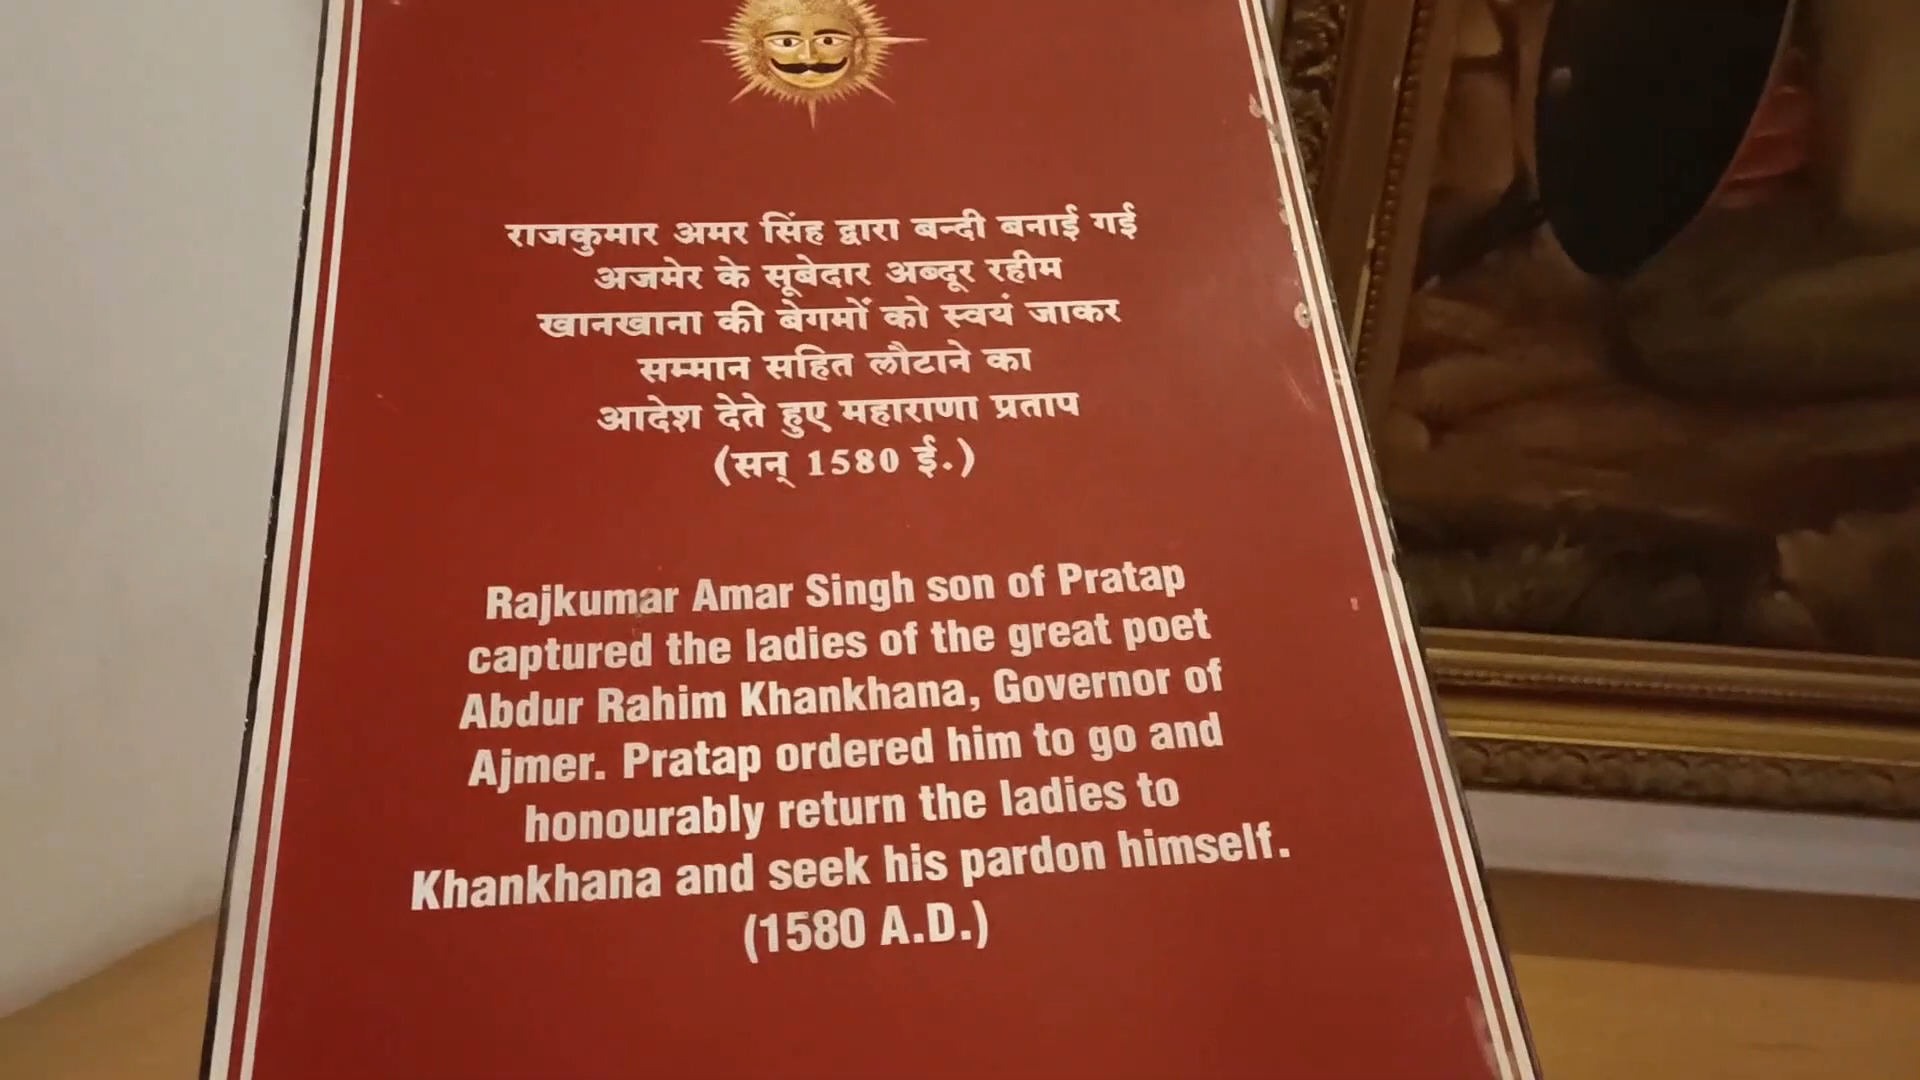 राजकुमार अमर सिंह द्वारा बन्दी बनाई गई
अजमेर के सूबेदार अब्दूर रहीम
खानखाना की बेगमों को स्वयं जाकर
सम्मान सहित लौटाने का
आदेश देते हुए महाराणा प्रताप
(सन् 1580 ई.)
Rajkumar Amar Singh son of Pratap
captured the ladies of the great poet
Abdur Rahim Khankhana, Governor of
Ajmer. Pratap ordered him to go and
honourably return the ladies to
Khankhana and seek his pardon himself.
(1580 A.D.)